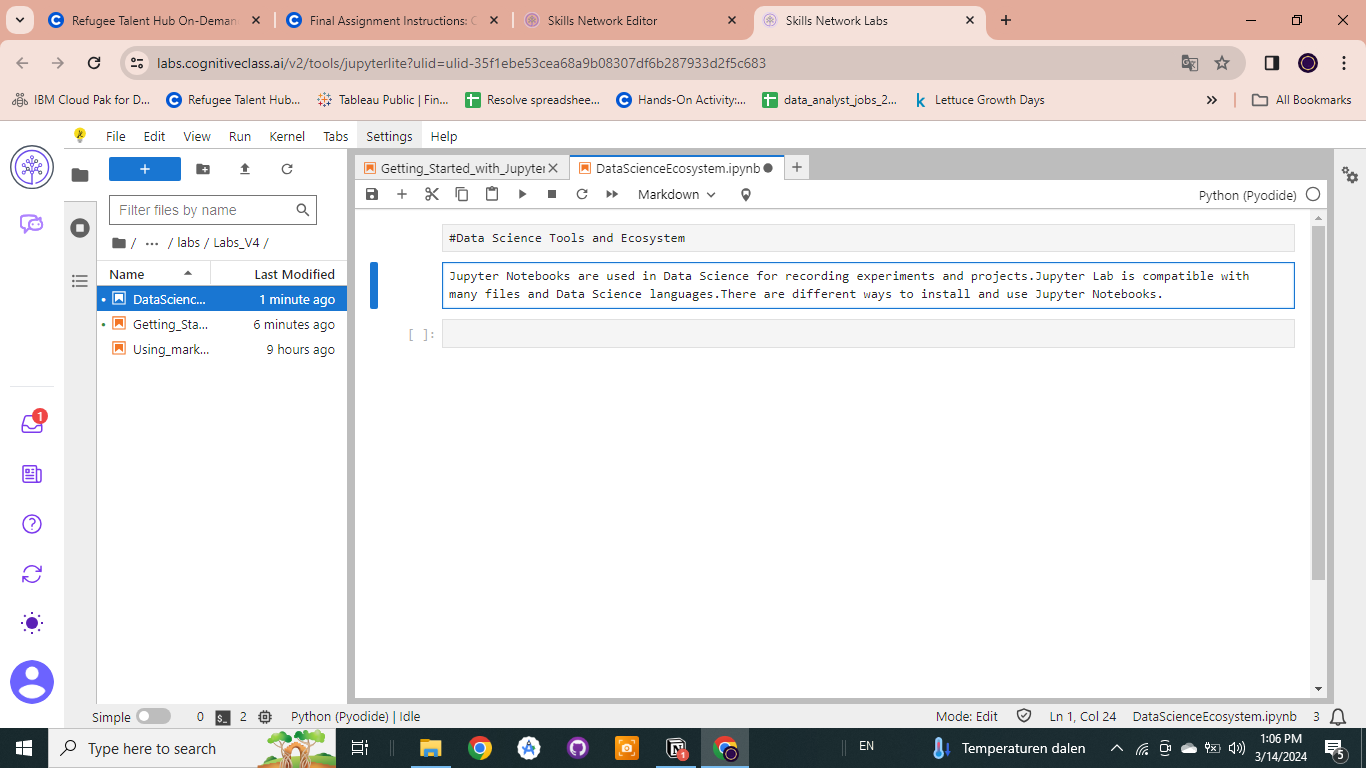 Refugee Talent Hub On-Deman
Final Assignment Instructions: C
Skills Network Editor
Skills Network Labs
labs.cognitiveclass.ai/v2/tools/jupyterlite?ulid=ulid-35f1ebe53cea68a9b08307df6b287933d2f5c683
IBM Cloud Pak for D...
Refugee Talent Hub...
Tableau Public | Fin...
Resolve spreadshee...
Hands-On Activity:...
data_analyst_jobs_2...
Lettuce Growth Days
All Bookmarks
File Edit View Run Kernel Tabs Settings Help
Getting_Started_with_Jupyter
DataScienceEcosystem.ipynb
Filter files by name
Markdown
Python (Pyodide)
/ ... / labs / Labs_V4 /
Name Last Modified
DataScienc... 1 minute ago
Getting_Sta... 6 minutes ago
Using_mark... 9 hours ago
#Data Science Tools and Ecosystem
Jupyter Notebooks are used in Data Science for recording experiments and projects.Jupyter Lab is compatible with
many files and Data Science languages.There are different ways to install and use Jupyter Notebooks.
[ ]:
1
Simple 0 $_ 2 Python (Pyodide) | Idle Mode: Edit Ln 1, Col 24 DataScienceEcosystem.ipynb 3
Type here to search
1
EN
Temperaturen dalen
1:06 PM
3/14/2024
5